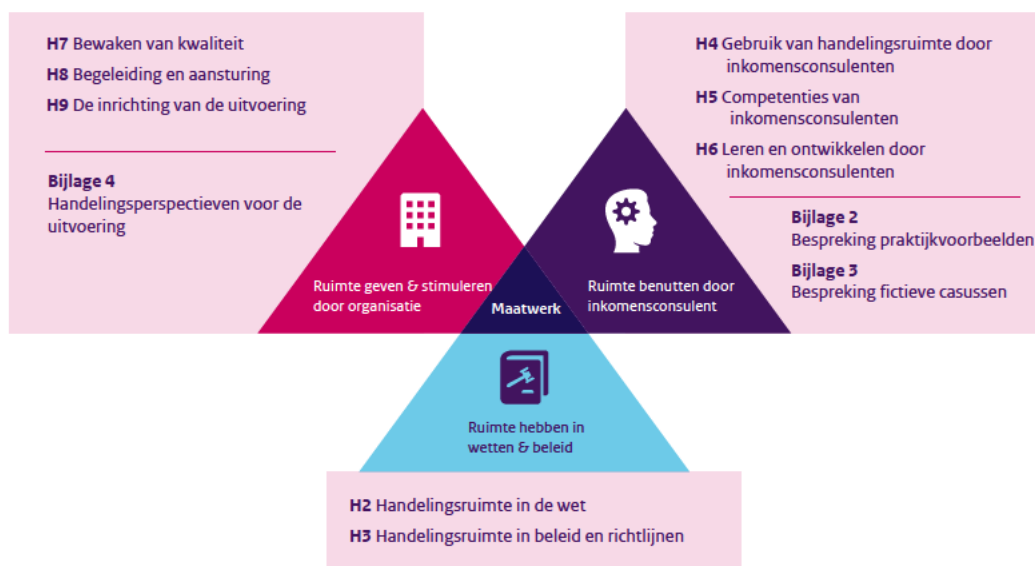 H7 Bewaken van kwaliteit
H8 Begeleiding en aansturing
H9 De inrichting van de uitvoering
Bijlage 4
Handelingsperspectieven voor de
uitvoering
H4 Gebruik van handelingsruimte door
inkomensconsulenten
H5 Competenties van
inkomensconsulenten
H6 Leren en ontwikkelen door
inkomensconsulenten
Bijlage 2
Bespreking praktijkvoorbeelden
Bijlage 3
Bespreking fictieve casussen
Ruimte geven & stimuleren
door organisatie
Maatwerk
Ruimte benutten door
inkomensconsulent
Ruimte hebben in
wetten & beleid
H2 Handelingsruimte in de wet
H3 Handelingsruimte in beleid en richtlijnen